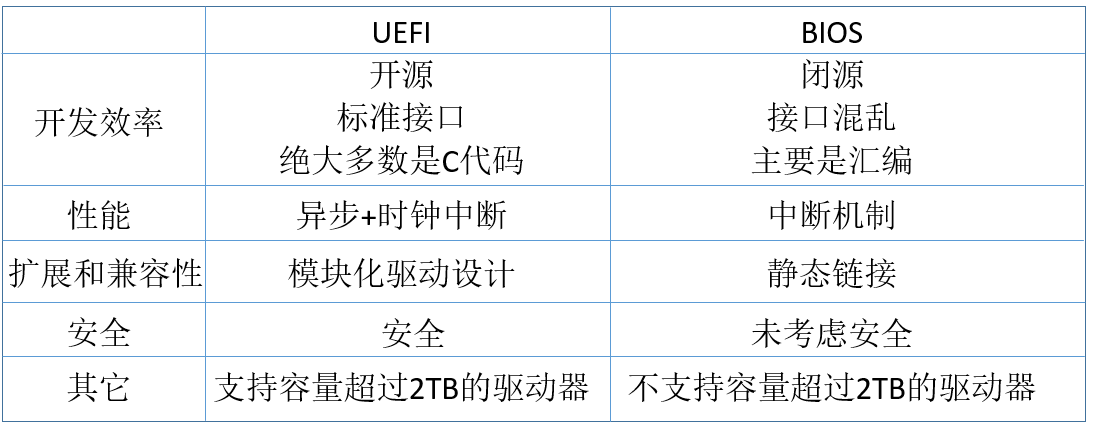 UEFI BIOS
开发效率 开源 闭源
标准接口 接口混乱
绝大多数是C代码 主要是汇编
性能 异步+时钟中断 中断机制
扩展和兼容性 模块化驱动设计 静态链接
安全 安全 未考虑安全
其它 支持容量超过2TB的驱动器 不支持容量超过2TB的驱动器